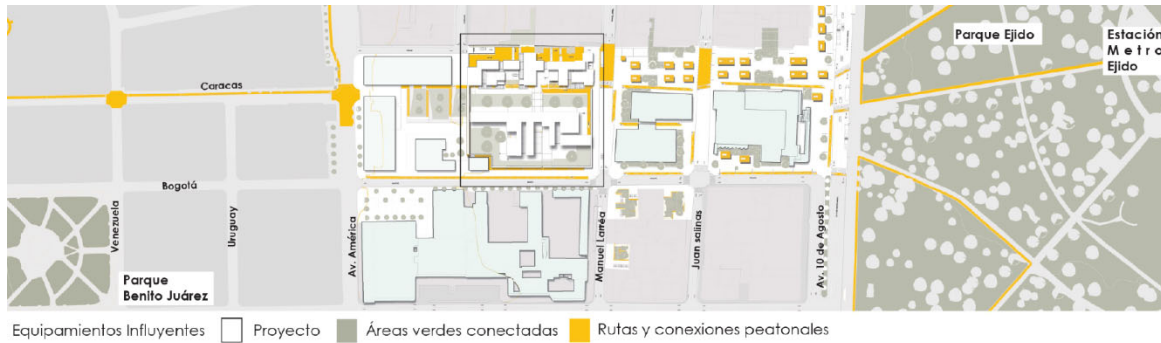 Parque Ejido
Estación
Metro
Ejido
Caracas
Bogotá
Venezuela
Uruguay
Av. América
Manuel Larrea
Juan salinas
Av. 10 de Agosto
Parque
Benito Juárez
Equipamientos Influyentes
Proyecto
Áreas verdes conectadas
Rutas y conexiones peatonales